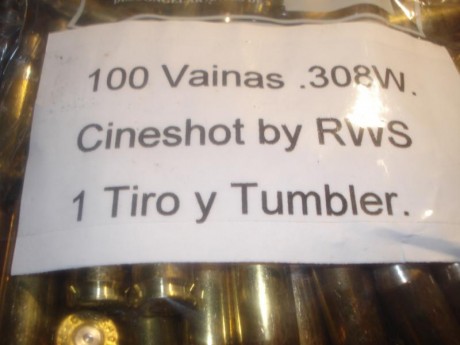 100 Vainas .308W.
Cineshot by RWS
1 Tiro y Tumbler.